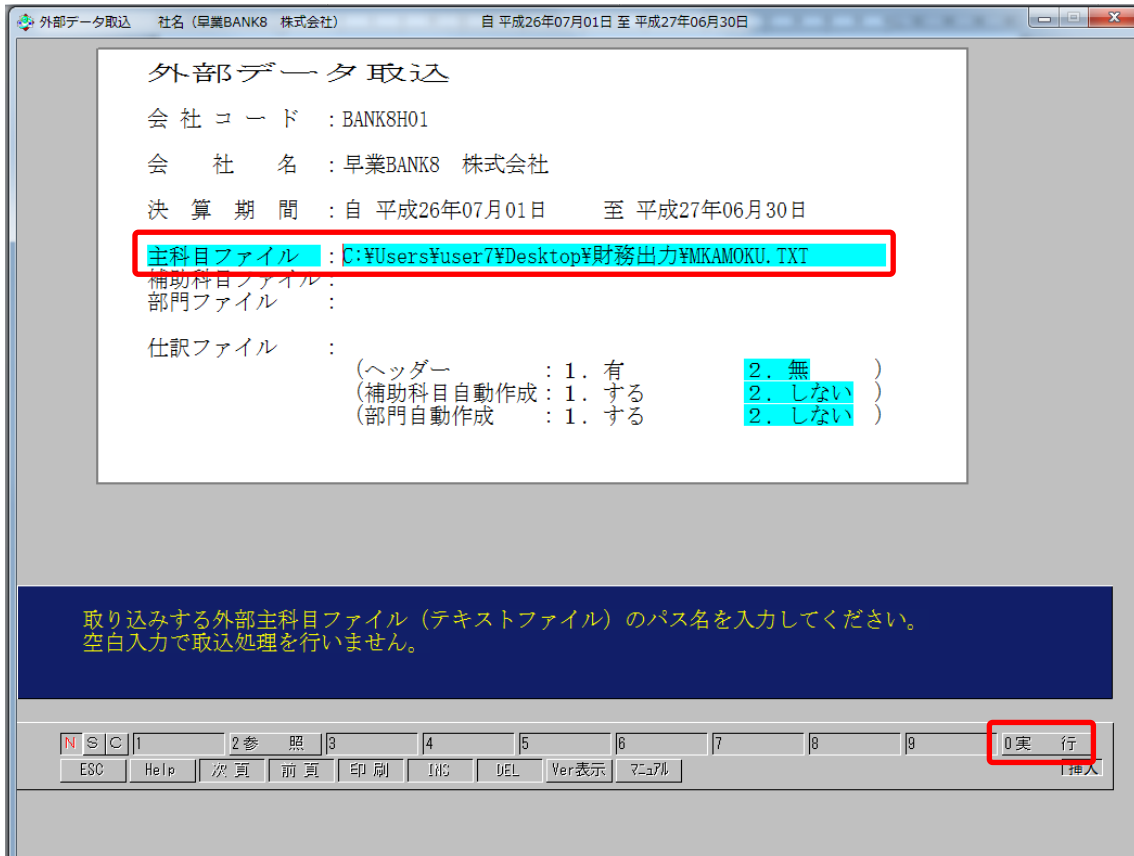 外部データ取込　社名（早業BANK8　株式会社）　自 平成26年07月01日 至 平成27年06月30日
外部データ取込
会社コード　：BANK8H01
会　社　名　：早業BANK8　株式会社
決算期間　：自 平成26年07月01日　至 平成27年06月30日
主科目ファイル　：C:¥Users¥user7¥Desktop¥財務出力¥MKAMOKU.TXT
補助科目ファイル：
部門ファイル　：
仕訳ファイル　：
（ヘッダー　：１．有　２．無　）
（補助科目自動作成：１．する　２．しない　）
（部門自動作成　：１．する　２．しない　）
取り込みする外部主科目ファイル（テキストファイル）のパス名を入力してください。
空白入力で取込処理を行いません。
N S C 1 2参　照 3 4 5 6 7 8 9 0実　行
ESC Help 次頁 前頁 印刷 INS DEL Ver表示 ﾏﾆｭｱﾙ 挿入